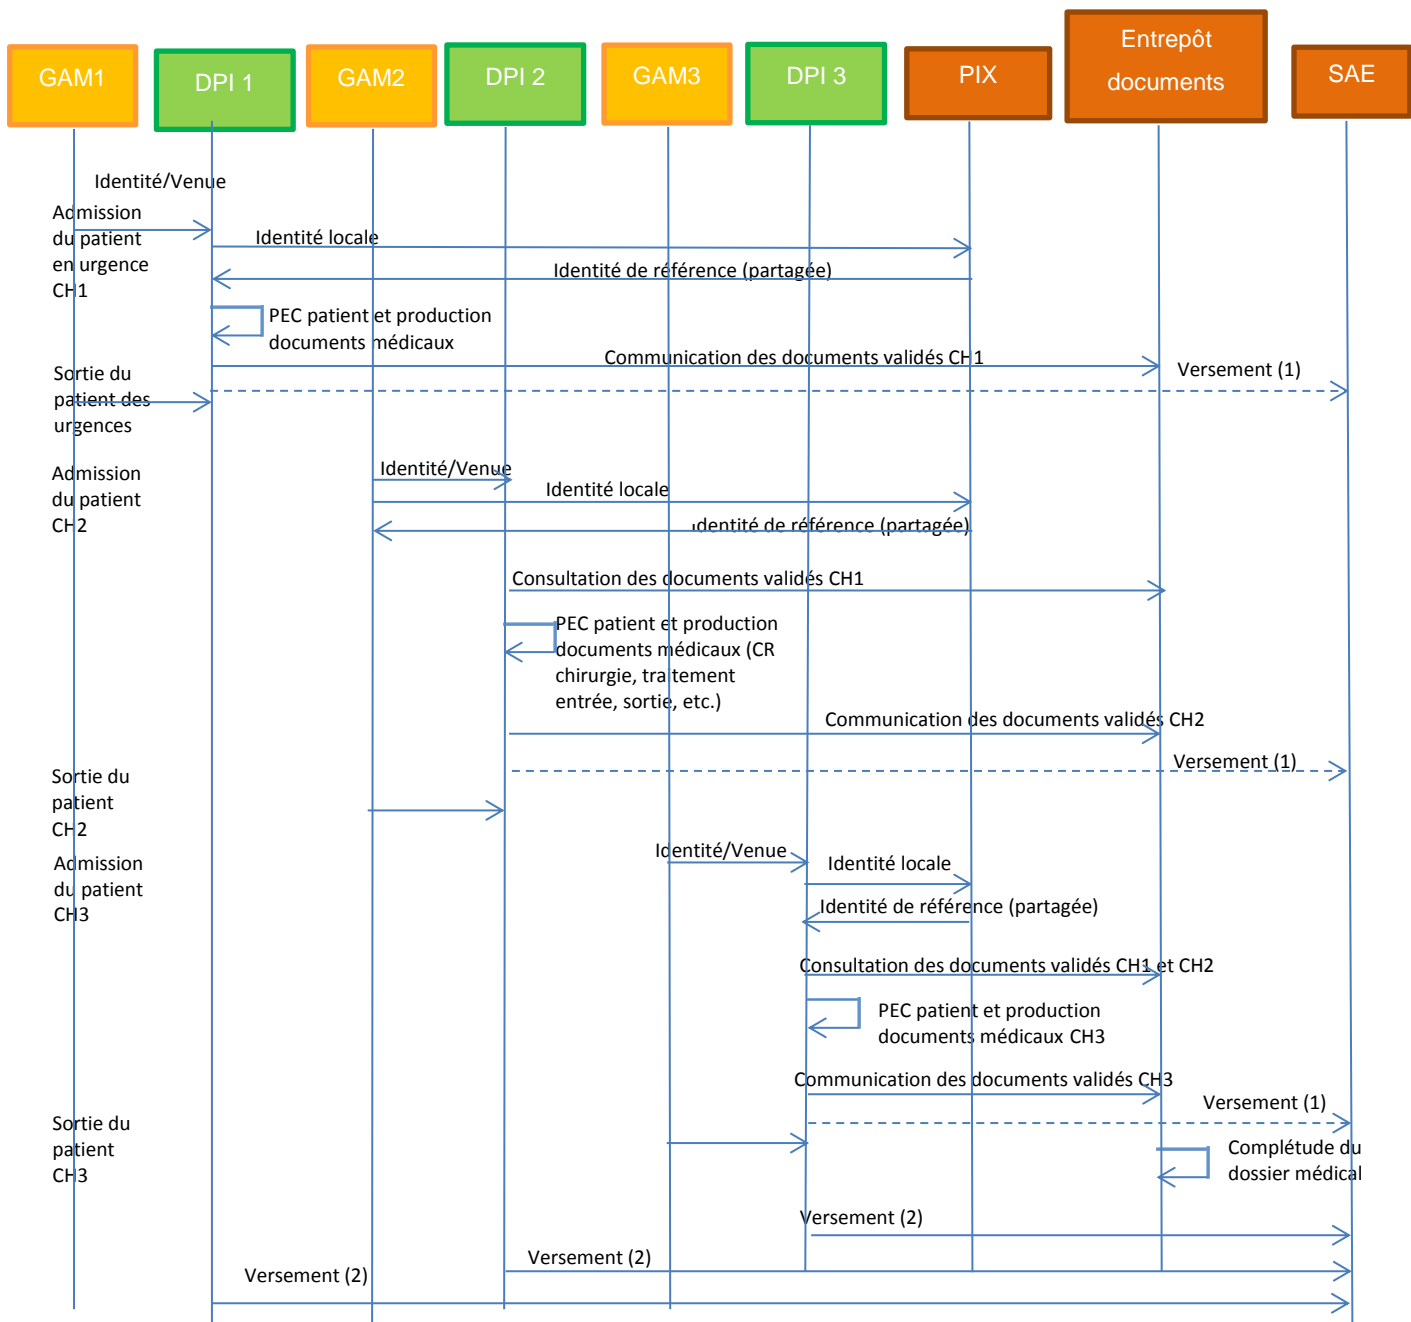 GAM1
DPI 1
GAM2
DPI 2
GAM3
DPI 3
PIX
Entrepôt
documents
SAE
Identité/Venue
Admission
du patient
en urgence
CH1
Identité locale
Identité de référence (partagée)
PEC patient et production
documents médicaux
Communication des documents validés CH1
Versement (1)
Sortie du
patient des
urgences
Admission
du patient
CH2
Identité/Venue
Identité locale
Identité de référence (partagée)
Consultation des documents validés CH1
PEC patient et production
documents médicaux (CR
chirurgie, traitement
entrée, sortie, etc.)
Communication des documents validés CH2
Versement (1)
Sortie du
patient
CH2
Admission
du patient
CH3
Identité/Venue
Identité locale
Identité de référence (partagée)
Consultation des documents validés CH1 et CH2
PEC patient et production
documents médicaux CH3
Communication des documents validés CH3
Versement (1)
Sortie du
patient
CH3
Complétude du
dossier médical
Versement (2)
Versement (2)
Versement (2)